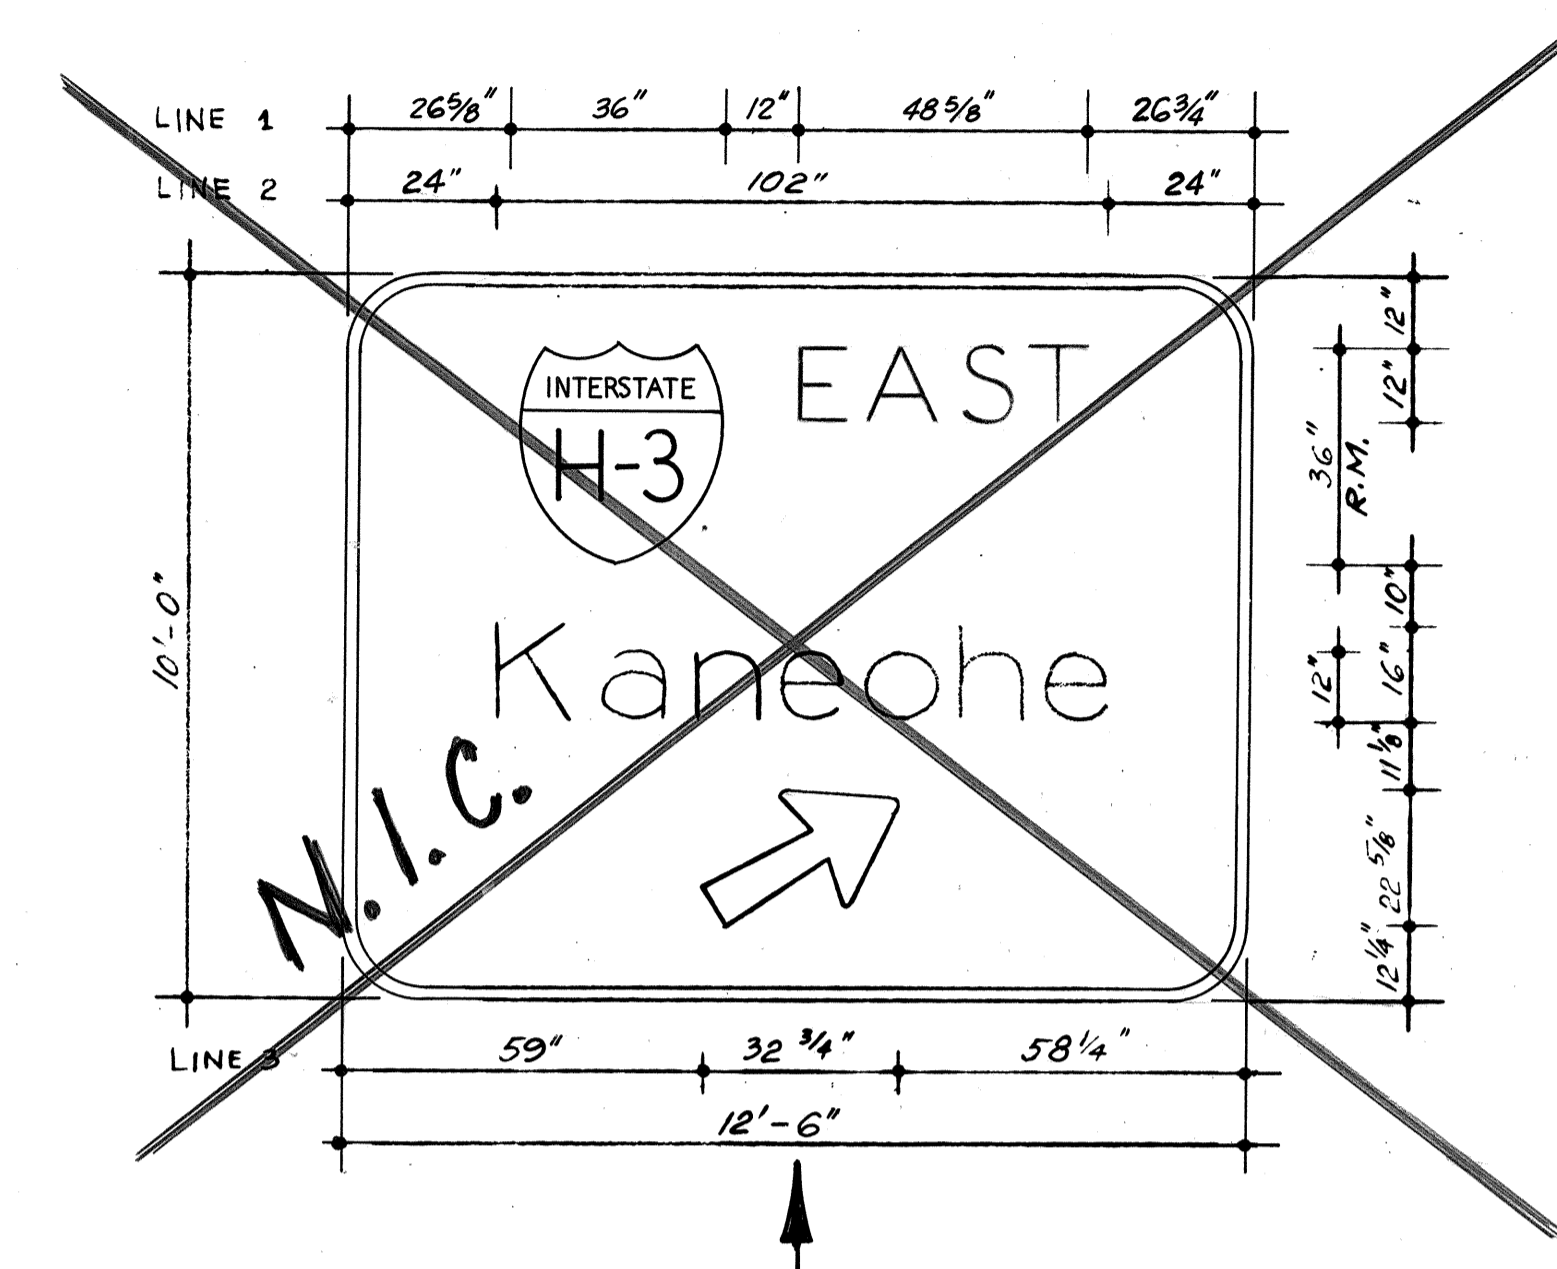 LINE 1 26 5/8" 36" 12" 48 5/8" 26 3/4"
LINE 2 24" 102" 24"
10'-0"
INTERSTATE
H-3
EAST
Kaneohe
N.I.C.
12"
12"
36"
R.M.
10"
12"
16"
11 1/8"
22 5/8"
12 1/4"
LINE 3 59" 32 3/4" 58 1/4"
12'-6"